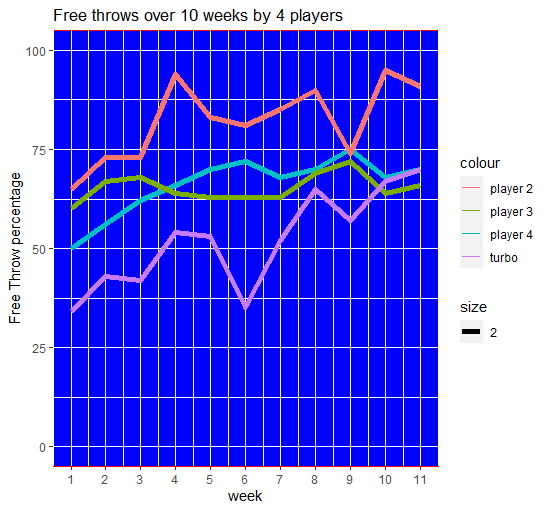 Free throws over 10 weeks by 4 players
100
75
50
25
0
Free Throw percentage
1 2 3 4 5 6 7 8 9 10 11
week
colour
player 2
player 3
player 4
turbo
size
2